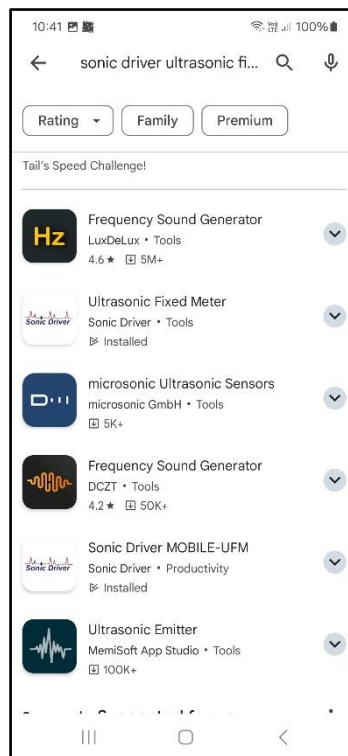 10:41 100%
sonic driver ultrasonic fi...
Rating Family Premium
Tail's Speed Challenge!
Hz
Frequency Sound Generator
LuxDeLux • Tools
4.6 ★ 5M+
Sonic Driver
Ultrasonic Fixed Meter
Sonic Driver • Tools
Installed
microsonic Ultrasonic Sensors
microsonic GmbH • Tools
5K+
Frequency Sound Generator
DCZT • Tools
4.2 ★ 50K+
Sonic Driver
Sonic Driver MOBILE-UFM
Sonic Driver • Productivity
Installed
Ultrasonic Emitter
MemiSoft App Studio • Tools
100K+